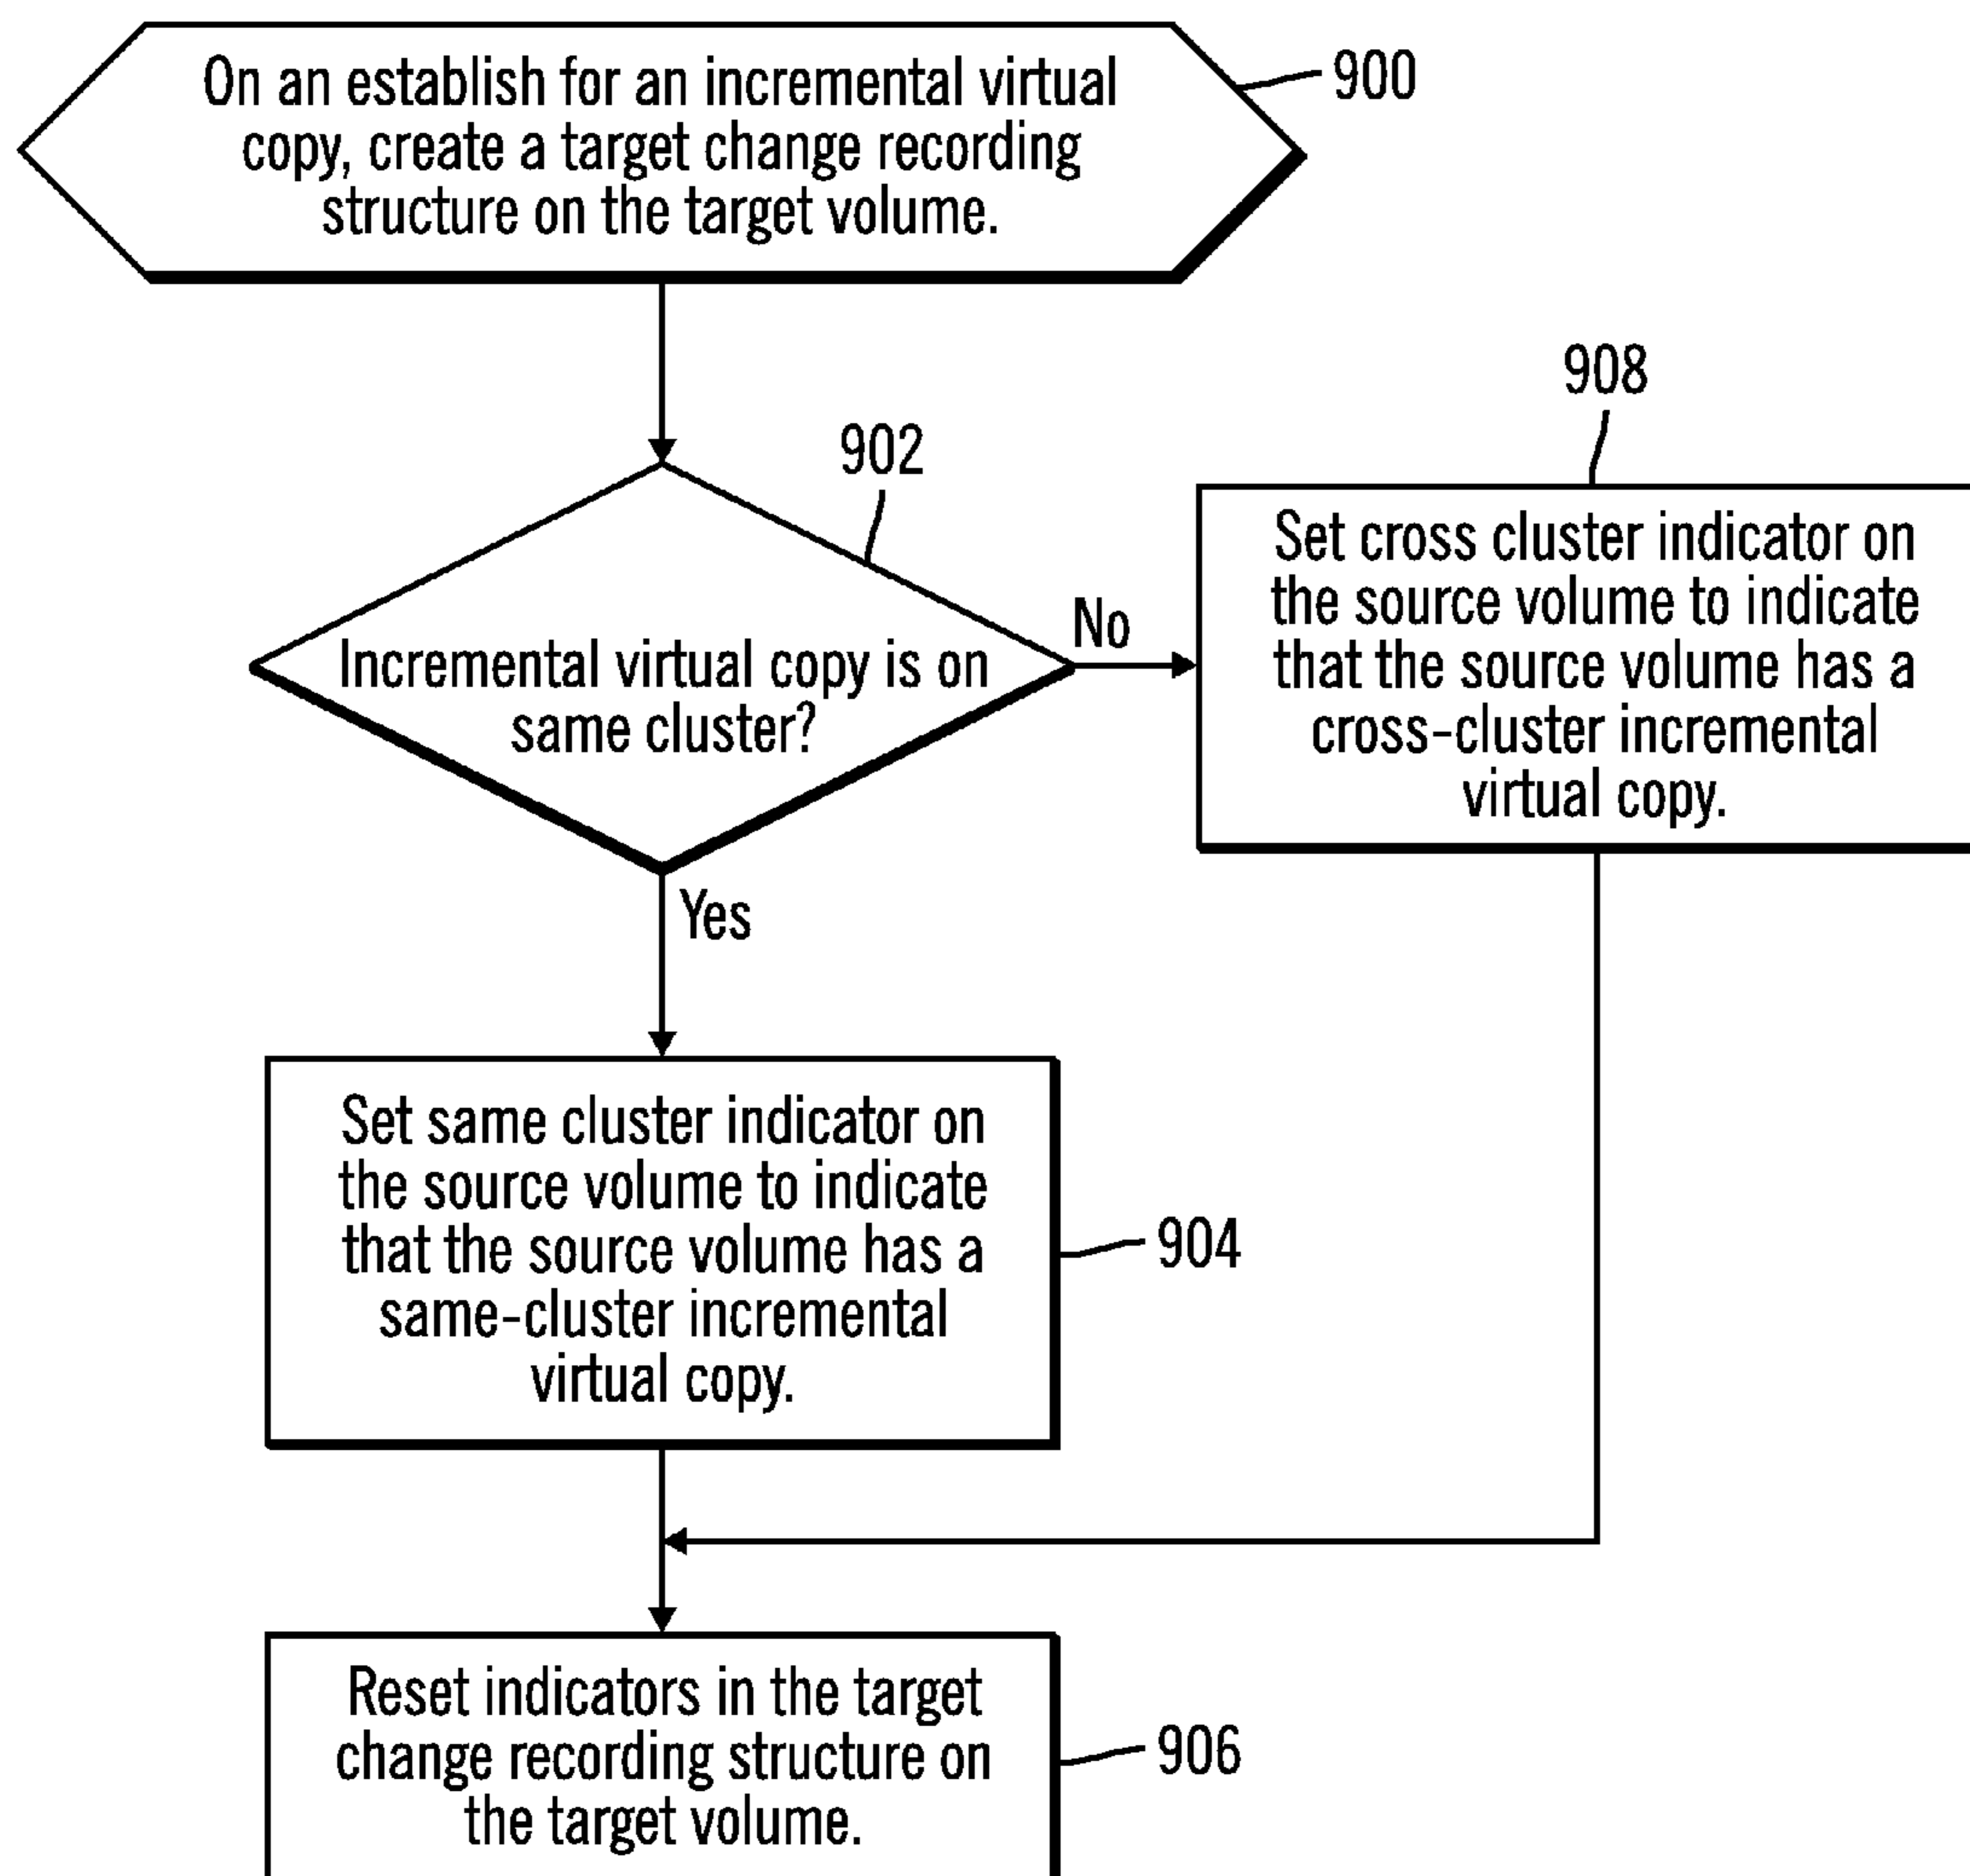 On an establish for an incremental virtual
copy, create a target change recording
structure on the target volume.
900
902
Incremental virtual copy is on
same cluster?
No
Yes
908
Set cross cluster indicator on
the source volume to indicate
that the source volume has a
cross-cluster incremental
virtual copy.
Set same cluster indicator on
the source volume to indicate
that the source volume has a
same-cluster incremental
virtual copy.
904
Reset indicators in the target
change recording structure on
the target volume.
906